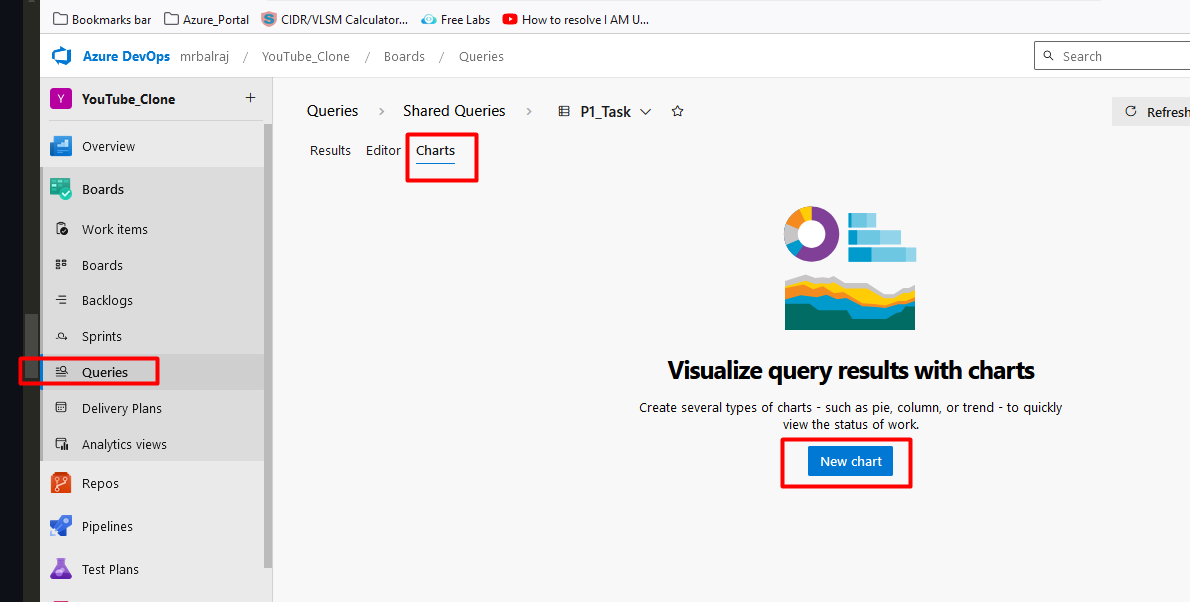 Bookmarks bar Azure_Portal CIDR/VLSM Calculator... Free Labs How to resolve I AM U...
Azure DevOps mrbalraj / YouTube_Clone / Boards / Queries Search
Y YouTube_Clone +
Queries > Shared Queries > P1_Task Refresh
Results Editor Charts
Overview
Boards
Work items
Boards
Backlogs
Sprints
Queries
Delivery Plans
Analytics views
Repos
Pipelines
Test Plans
Visualize query results with charts
Create several types of charts - such as pie, column, or trend - to quickly
view the status of work.
New chart